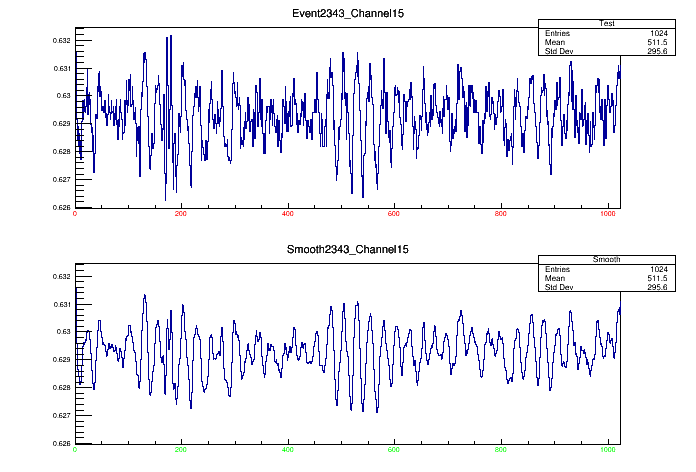 Event2343_Channel15
Test
Entries 1024
Mean 511.5
Std Dev 295.6
0.632
0.631
0.63
0.629
0.628
0.627
0.626
0 200 400 600 800 1000
Smooth2343_Channel15
Smooth
Entries 1024
Mean 511.5
Std Dev 295.6
0.632
0.631
0.63
0.629
0.628
0.627
0.626
0 200 400 600 800 1000